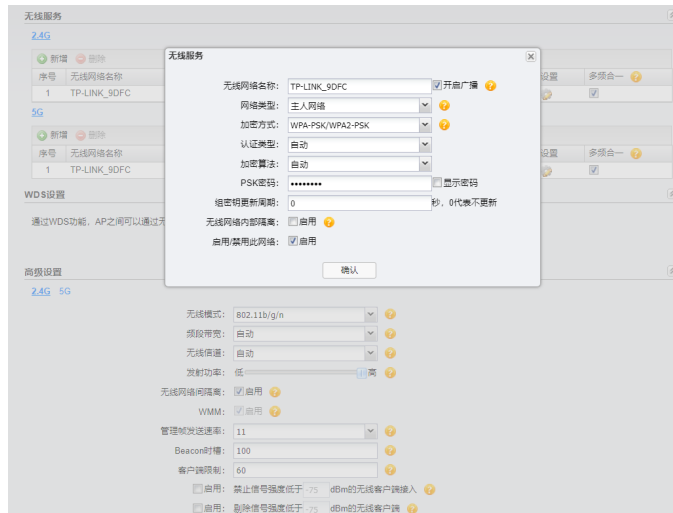 无线服务
2.4G
新增 删除
序号 无线网络名称 设置 多频合一
1 TP-LINK_9DFC
5G
新增 删除
序号 无线网络名称 设置 多频合一
1 TP-LINK_9DFC
WDS设置
通过WDS功能，AP之间可以通过无
无线服务
无线网络名称: TP-LINK_9DFC 开启广播
网络类型: 主人网络
加密方式: WPA-PSK/WPA2-PSK
认证类型: 自动
加密算法: 自动
PSK密码: •••••••• 显示密码
组密钥更新周期: 0 秒，0代表不更新
无线网络内部隔离: 启用
启用/禁用此网络: 启用
确认
高级设置
2.4G 5G
无线模式: 802.11b/g/n
频段带宽: 自动
无线信道: 自动
发射功率: 低 高
无线网络间隔离: 启用
WMM: 启用
管理帧发送速率: 11
Beacon时槽: 100
客户端限制: 60
启用: 禁止信号强度低于 -75 dBm的无线客户端接入
启用: 剔除信号强度低于 -75 dBm的无线客户端